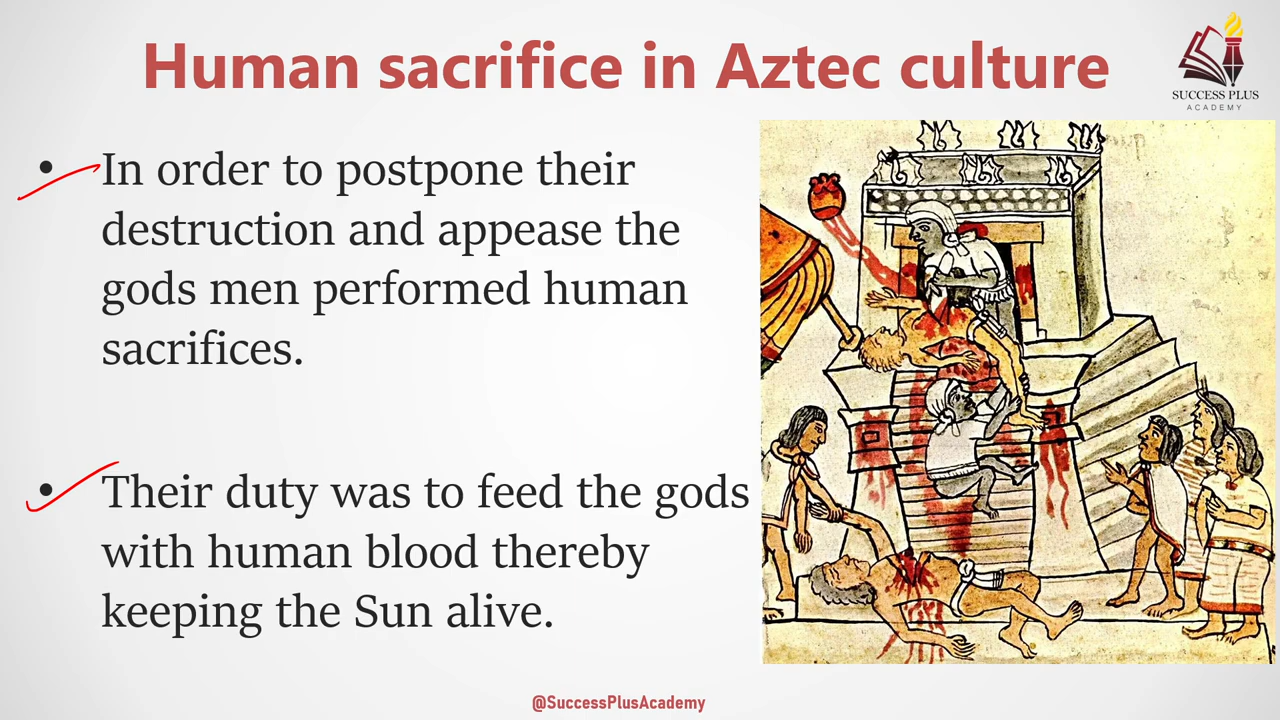 Human sacrifice in Aztec culture
SUCCESS PLUS
ACADEMY
• In order to postpone their
destruction and appease the
gods men performed human
sacrifices.
• Their duty was to feed the gods
with human blood thereby
keeping the Sun alive.
@SuccessPlusAcademy